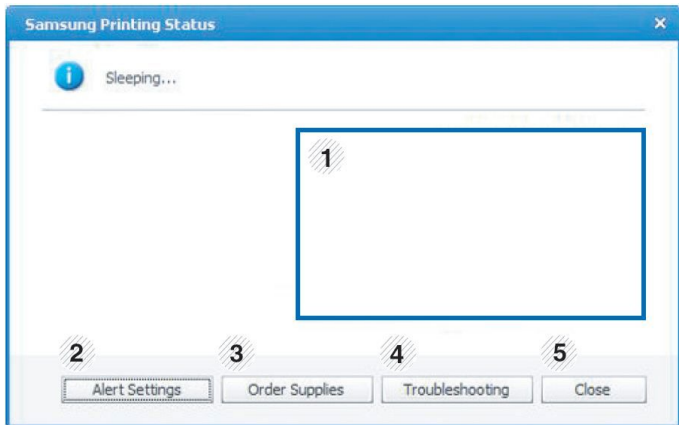 Samsung Printing Status
Sleeping...
1
2 3 4 5
Alert Settings Order Supplies Troubleshooting Close